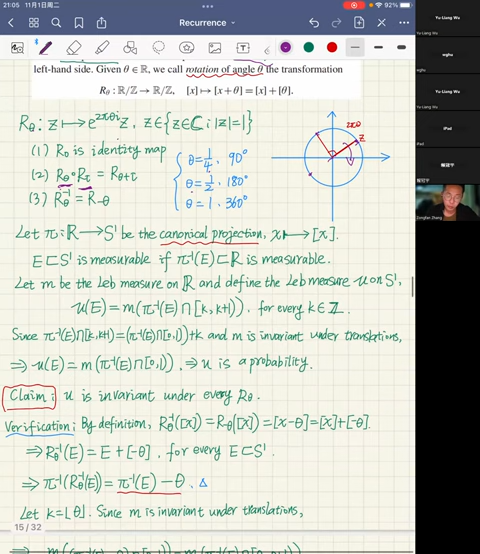 21:05 11月1日周二
92%
Recurrence
left-hand side. Given θ ∈ ℝ, we call rotation of angle θ the transformation
R_θ : ℝ/ℤ → ℝ/ℤ, [x] ↦ [x + θ] = [x] + [θ].
R_θ : z ↦ e^{2πθi} z, z ∈ {z ∈ ℂ : |z| = 1}
2πθ
z
(1) R_0 is identity map
(2) R_θ ∘ R_τ = R_{θ+τ}
(3) R_θ^{-1} = R_{-θ}
θ = 1/4, 90°
θ = 1/2, 180°
θ = 1, 360°
Let π: ℝ → S' be the canonical projection, x ↦ [x].
E ⊂ S' is measurable if π^{-1}(E) ⊂ ℝ is measurable.
Let m be the Leb measure on ℝ and define the Leb measure u on S',
u(E) = m(π^{-1}(E) ∩ [k, k+1)), for every k ∈ ℤ.
Since π^{-1}(E) ∩ [k, k+1) = (π^{-1}(E) ∩ [0,1)) + k and m is invariant under translations,
⇒ u(E) = m(π^{-1}(E) ∩ [0,1)), ⇒ u is a probability.
Claim: u is invariant under every R_θ.
Verification: By definition, R_θ^{-1}([x]) = R_{-θ}([x]) = [x-θ] = [x] + [-θ].
⇒ R_θ^{-1}(E) = E + [-θ], for every E ⊂ S'.
⇒ π^{-1}(R_θ^{-1}(E)) = π^{-1}(E) - θ. Δ
Let k = ⌊θ⌋. Since m is invariant under translations,
15 / 32
Yu-Liang Wu
Yu-Liang Wu
wghu
wghu
iPad
iPad
Zongfan Zhang